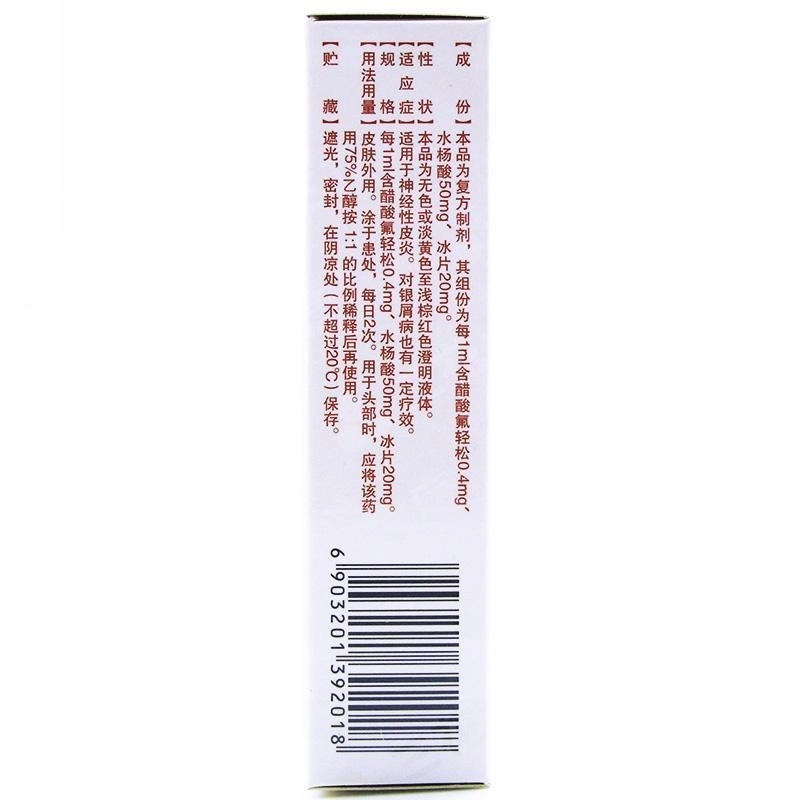 【成份】本品为复方制剂，其组份为每1ml含醋酸氟轻松0.4mg、
水杨酸50mg、冰片20mg。
【性状】本品为无色或淡黄色至浅棕红色澄明液体。
【适应症】适用于神经性皮炎。对银屑病也有一定疗效。
【规格】每1ml含醋酸氟轻松0.4mg、水杨酸50mg、冰片20mg。
【用法用量】皮肤外用。涂于患处，每日2次。用于头部时，应将该药
用75%乙醇按 1:1 的比例稀释后再使用。
【贮藏】遮光，密封，在阴凉处（不超过20℃）保存。
6 903201 392018